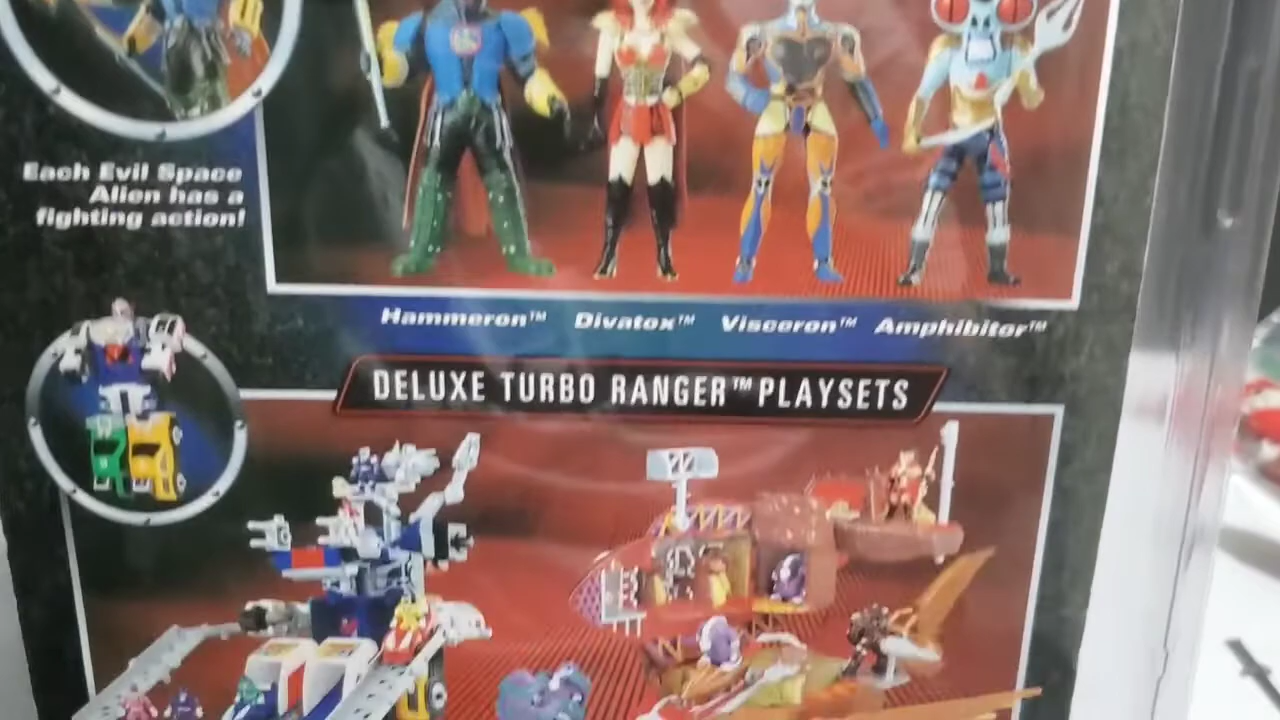 Each Evil Space
Alien has a
fighting action!
Hammeron™ Divatox™ Visceron™ Amphibitor™
DELUXE TURBO RANGER™ PLAYSETS